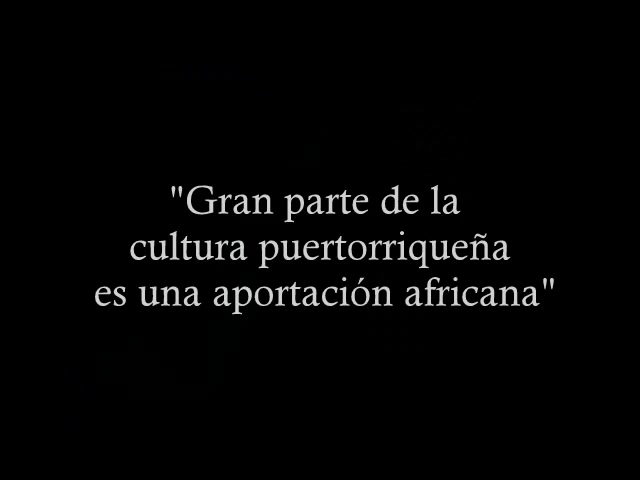 "Gran parte de la
cultura puertorriqueña
es una aportación africana"